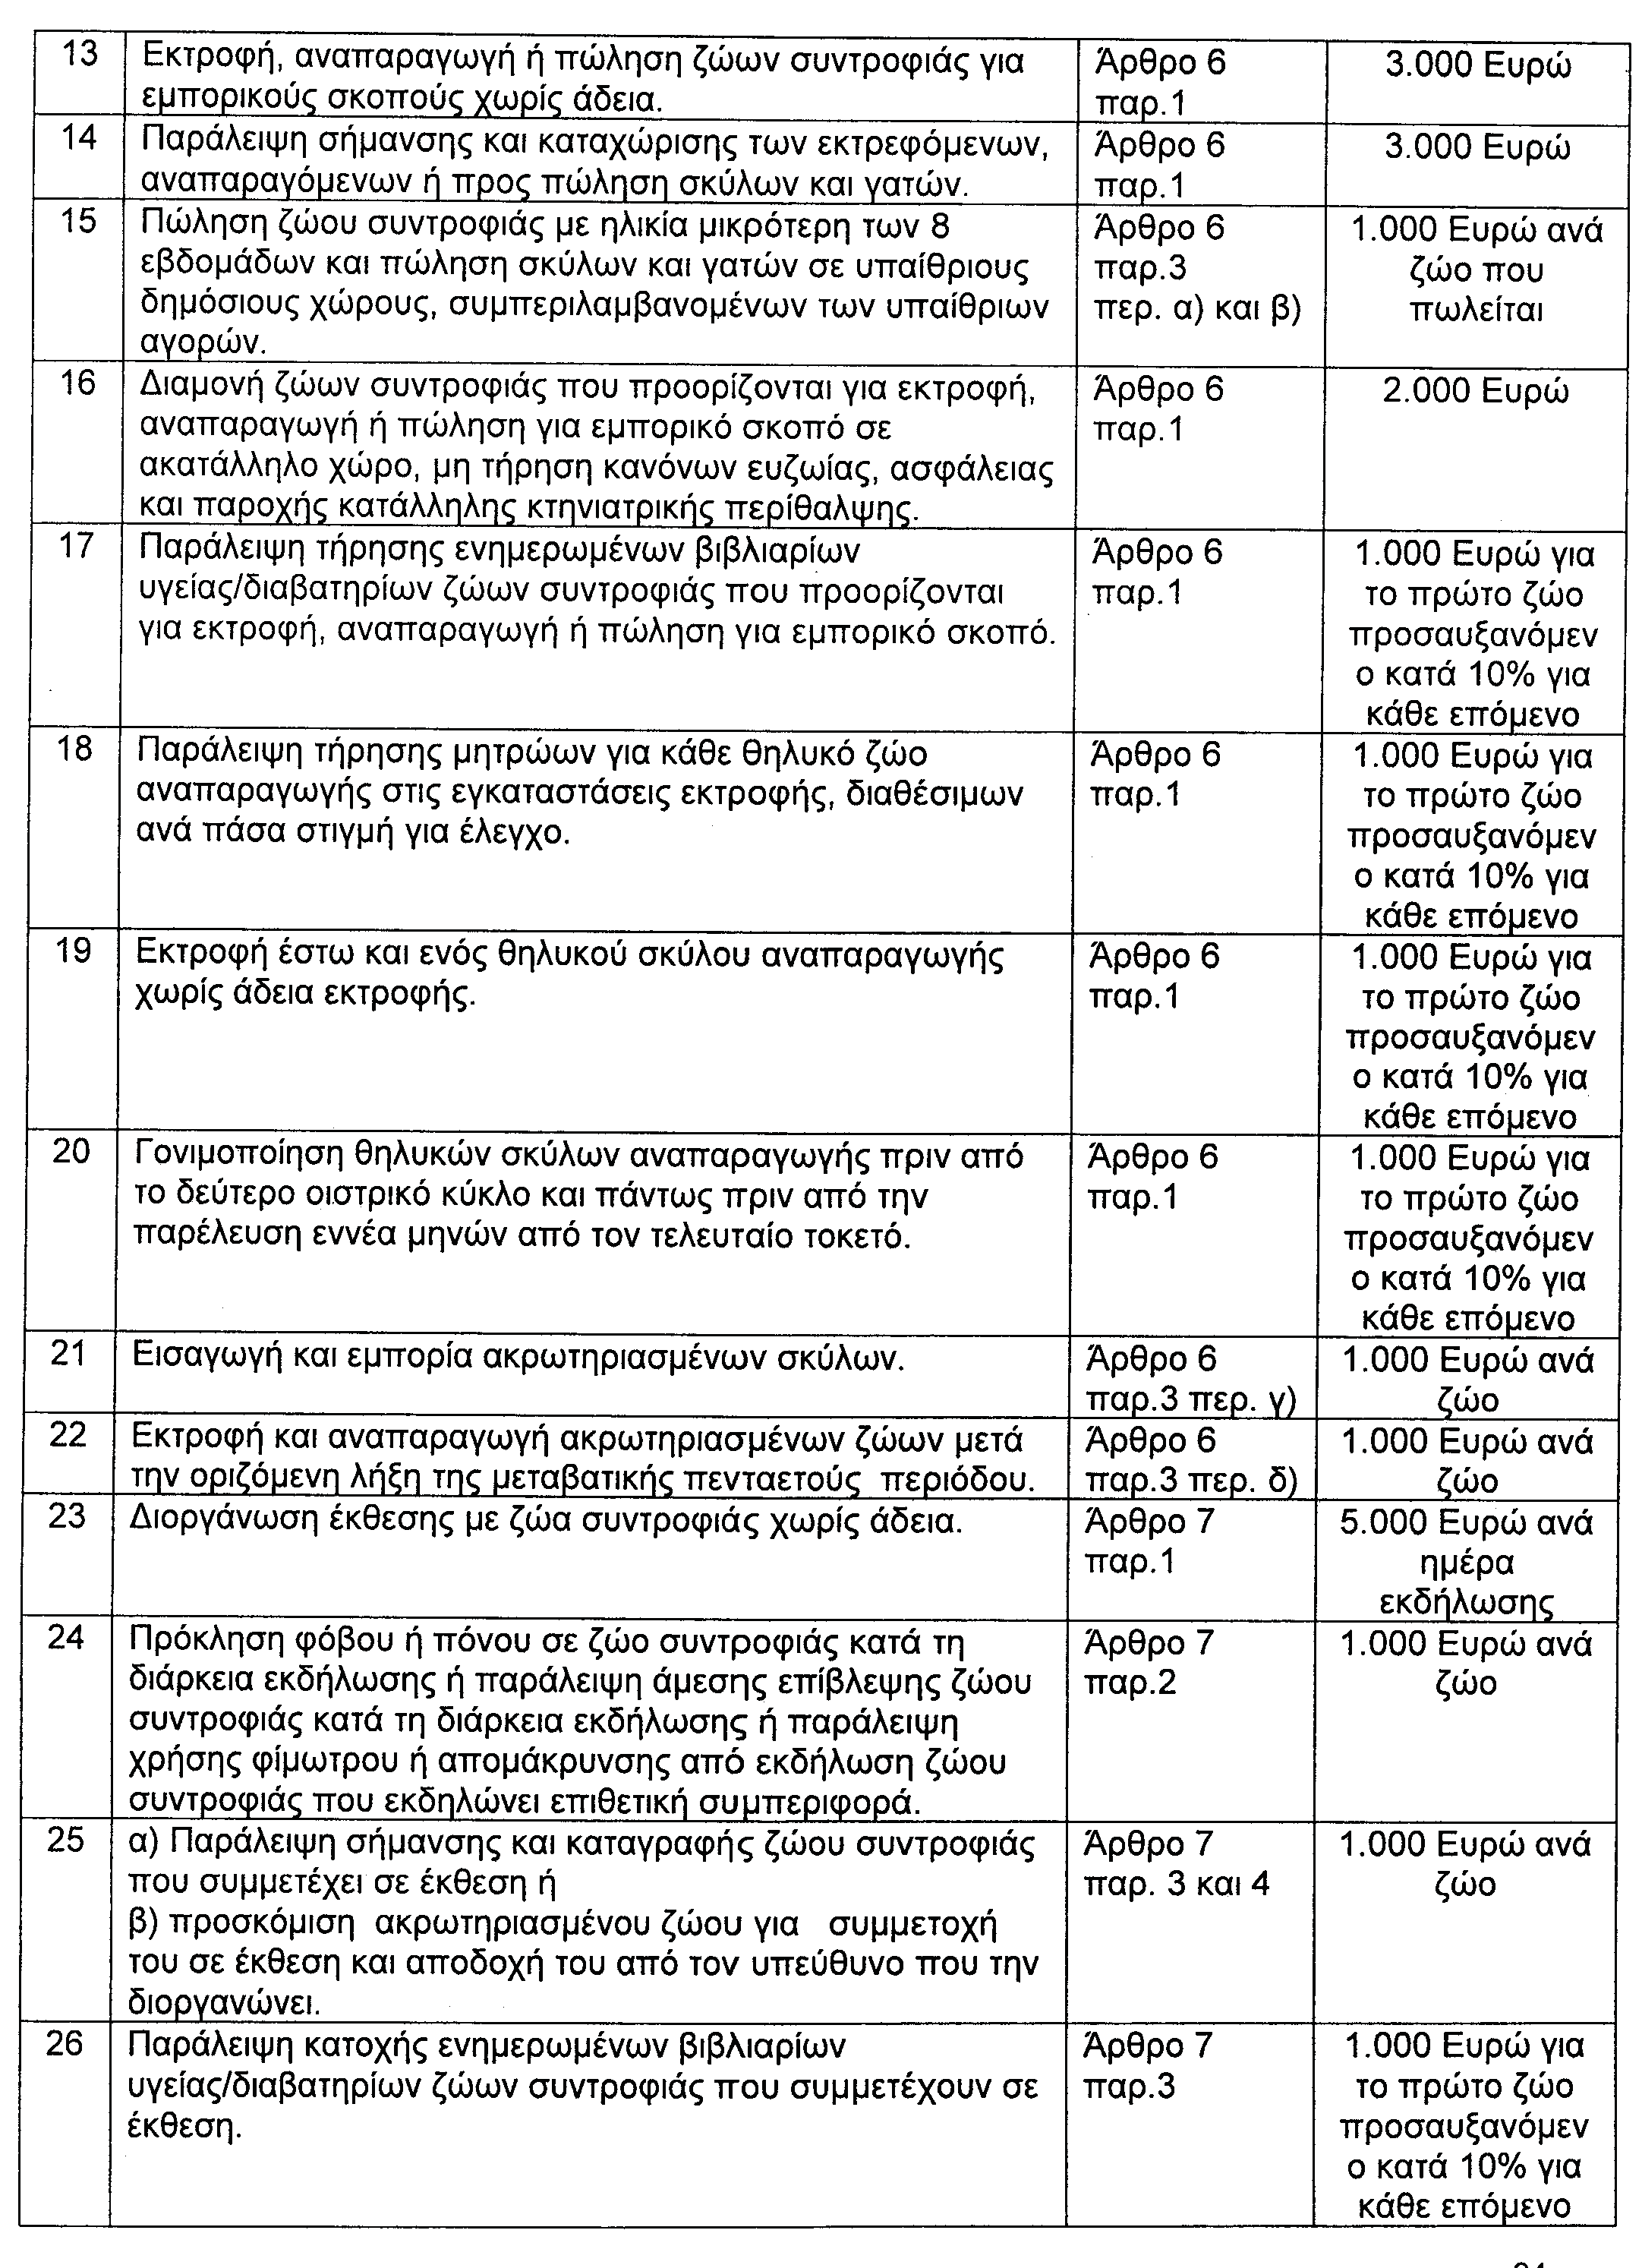 13 Εκτροφή, αναπαραγωγή ή πώληση ζώων συντροφιάς για Άρθρο 6 3.000 Ευρώ
εμπορικούς σκοπούς χωρίς άδεια. παρ.1
14 Παράλειψη σήμανσης και καταχώρισης των εκτρεφόμενων, Άρθρο 6 3.000 Ευρώ
αναπαραγόμενων ή προς πώληση σκύλων και γατών. παρ.1
15 Πώληση ζώου συντροφιάς με ηλικία μικρότερη των 8 Άρθρο 6 1.000 Ευρώ ανά
εβδομάδων και πώληση σκύλων και γατών σε υπαίθριους παρ.3 ζώο που
δημόσιους χώρους, συμπεριλαμβανομένων των υπαίθριων περ. α) και β) πωλείται
αγορών.
16 Διαμονή ζώων συντροφιάς που προορίζονται για εκτροφή, Άρθρο 6 2.000 Ευρώ
αναπαραγωγή ή πώληση για εμπορικό σκοπό σε παρ.1
ακατάλληλο χώρο, μη τήρηση κανόνων ευζωίας, ασφάλειας
και παροχής κατάλληλης κτηνιατρικής περίθαλψης.
17 Παράλειψη τήρησης ενημερωμένων βιβλιαρίων Άρθρο 6 1.000 Ευρώ για
υγείας/διαβατηρίων ζώων συντροφιάς που προορίζονται παρ.1 το πρώτο ζώο
για εκτροφή, αναπαραγωγή ή πώληση για εμπορικό σκοπό. προσαυξανόμεν
ο κατά 10% για
κάθε επόμενο
18 Παράλειψη τήρησης μητρώων για κάθε θηλυκό ζώο Άρθρο 6 1.000 Ευρώ για
αναπαραγωγής στις εγκαταστάσεις εκτροφής, διαθέσιμων παρ.1 το πρώτο ζώο
ανά πάσα στιγμή για έλεγχο. προσαυξανόμεν
ο κατά 10% για
κάθε επόμενο
19 Εκτροφή έστω και ενός θηλυκού σκύλου αναπαραγωγής Άρθρο 6 1.000 Ευρώ για
χωρίς άδεια εκτροφής. παρ.1 το πρώτο ζώο
προσαυξανόμεν
ο κατά 10% για
κάθε επόμενο
20 Γονιμοποίηση θηλυκών σκύλων αναπαραγωγής πριν από Άρθρο 6 1.000 Ευρώ για
το δεύτερο οιστρικό κύκλο και πάντως πριν από την παρ.1 το πρώτο ζώο
παρέλευση εννέα μηνών από τον τελευταίο τοκετό. προσαυξανόμεν
ο κατά 10% για
κάθε επόμενο
21 Εισαγωγή και εμπορία ακρωτηριασμένων σκύλων. Άρθρο 6 1.000 Ευρώ ανά
παρ.3 περ. γ) ζώο
22 Εκτροφή και αναπαραγωγή ακρωτηριασμένων ζώων μετά Άρθρο 6 1.000 Ευρώ ανά
την οριζόμενη λήξη της μεταβατικής πενταετούς περιόδου. παρ.3 περ. δ) ζώο
23 Διοργάνωση έκθεσης με ζώα συντροφιάς χωρίς άδεια. Άρθρο 7 5.000 Ευρώ ανά
παρ.1 ημέρα
εκδήλωσης
24 Πρόκληση φόβου ή πόνου σε ζώο συντροφιάς κατά τη Άρθρο 7 1.000 Ευρώ ανά
διάρκεια εκδήλωσης ή παράλειψη άμεσης επίβλεψης ζώου παρ.2 ζώο
συντροφιάς κατά τη διάρκεια εκδήλωσης ή παράλειψη
χρήσης φίμωτρου ή απομάκρυνσης από εκδήλωση ζώου
συντροφιάς που εκδηλώνει επιθετική συμπεριφορά.
25 α) Παράλειψη σήμανσης και καταγραφής ζώου συντροφιάς Άρθρο 7 1.000 Ευρώ ανά
που συμμετέχει σε έκθεση ή παρ. 3 και 4 ζώο
β) προσκόμιση ακρωτηριασμένου ζώου για συμμετοχή
του σε έκθεση και αποδοχή του από τον υπεύθυνο που την
διοργανώνει.
26 Παράλειψη κατοχής ενημερωμένων βιβλιαρίων Άρθρο 7 1.000 Ευρώ για
υγείας/διαβατηρίων ζώων συντροφιάς που συμμετέχουν σε παρ.3 το πρώτο ζώο
έκθεση. προσαυξανόμεν
ο κατά 10% για
κάθε επόμενο